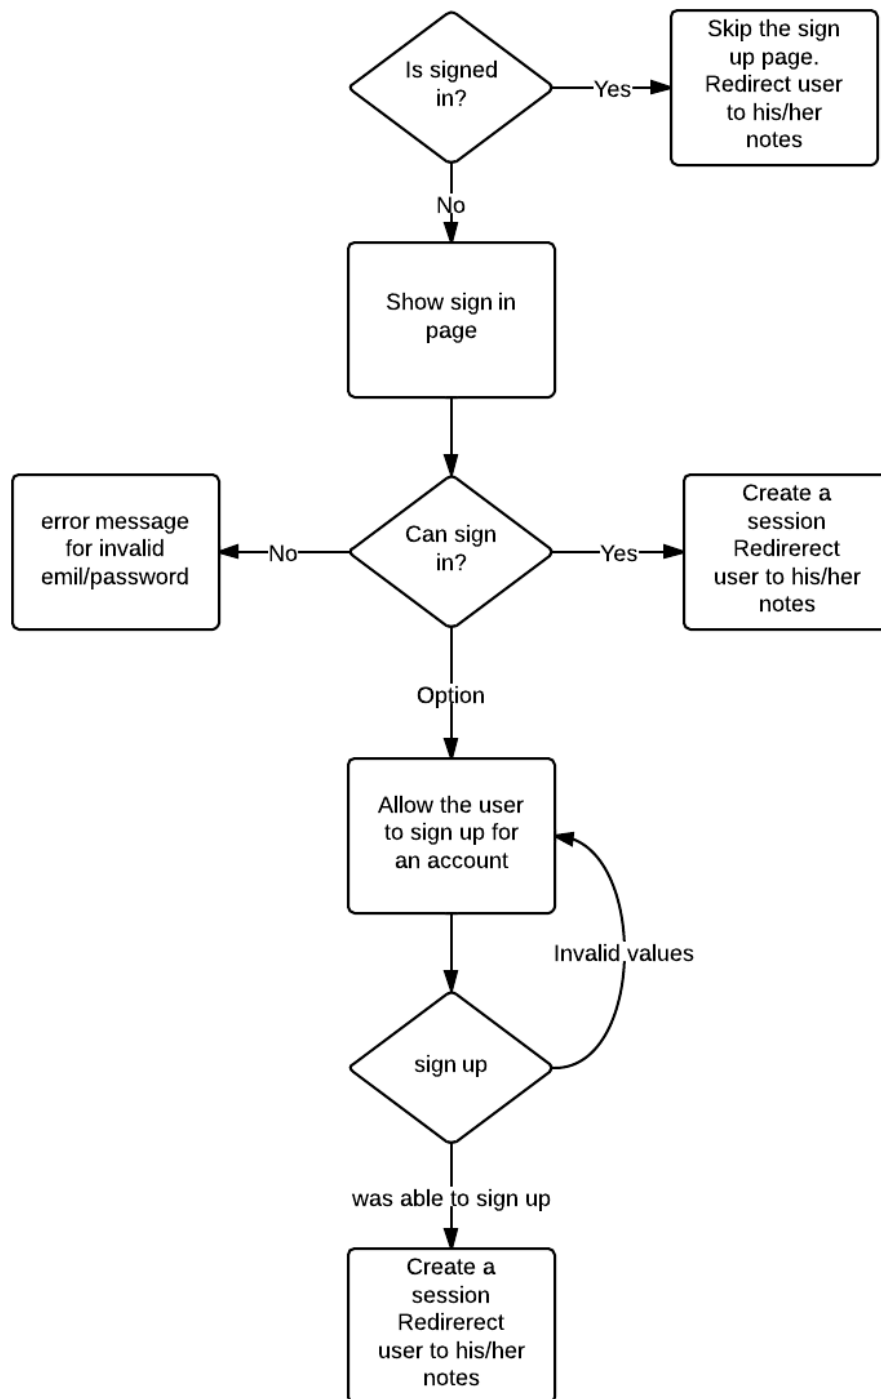 Is signed
in?
Yes
Skip the sign
up page.
Redirect user
to his/her
notes
No
Show sign in
page
error message
for invalid
emil/password
No
Can sign
in?
Yes
Create a
session
Redirerect
user to his/her
notes
Option
Allow the user
to sign up for
an account
Invalid values
sign up
was able to sign up
Create a
session
Redirerect
user to his/her
notes